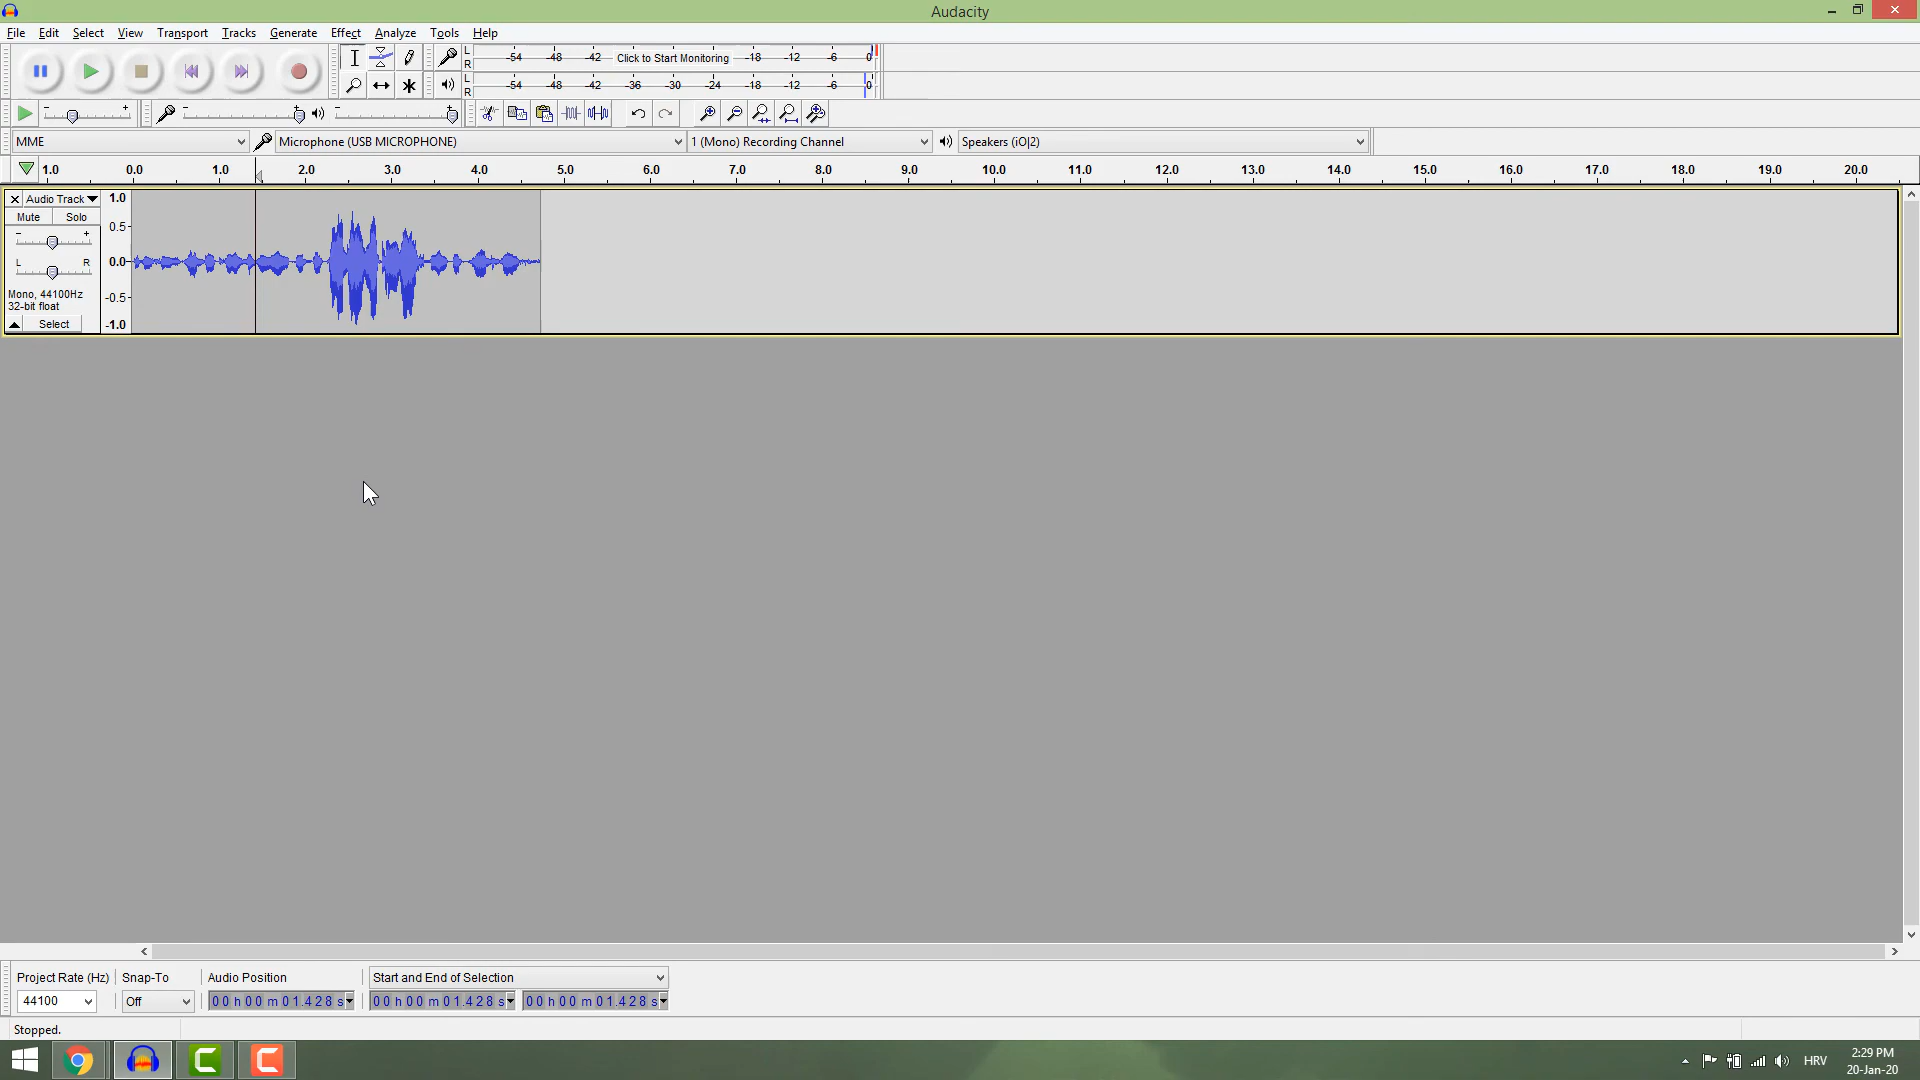 Audacity
File Edit Select View Transport Tracks Generate Effect Analyze Tools Help
L R -54 -48 -42 Click to Start Monitoring -18 -12 -6 0
L R -54 -48 -42 -36 -30 -24 -18 -12 -6 0
MME Microphone (USB MICROPHONE) 1 (Mono) Recording Channel Speakers (iO|2)
1.0 0.0 1.0 2.0 3.0 4.0 5.0 6.0 7.0 8.0 9.0 10.0 11.0 12.0 13.0 14.0 15.0 16.0 17.0 18.0 19.0 20.0
Audio Track 1.0
Mute Solo
0.5
L R 0.0
Mono, 44100Hz
-0.5
32-bit float
Select -1.0
Project Rate (Hz) Snap-To Audio Position Start and End of Selection
44100 Off 00 h 00 m 01.428 s 00 h 00 m 01.428 s 00 h 00 m 01.428 s
Stopped.
HRV 2:29 PM
20-Jan-20